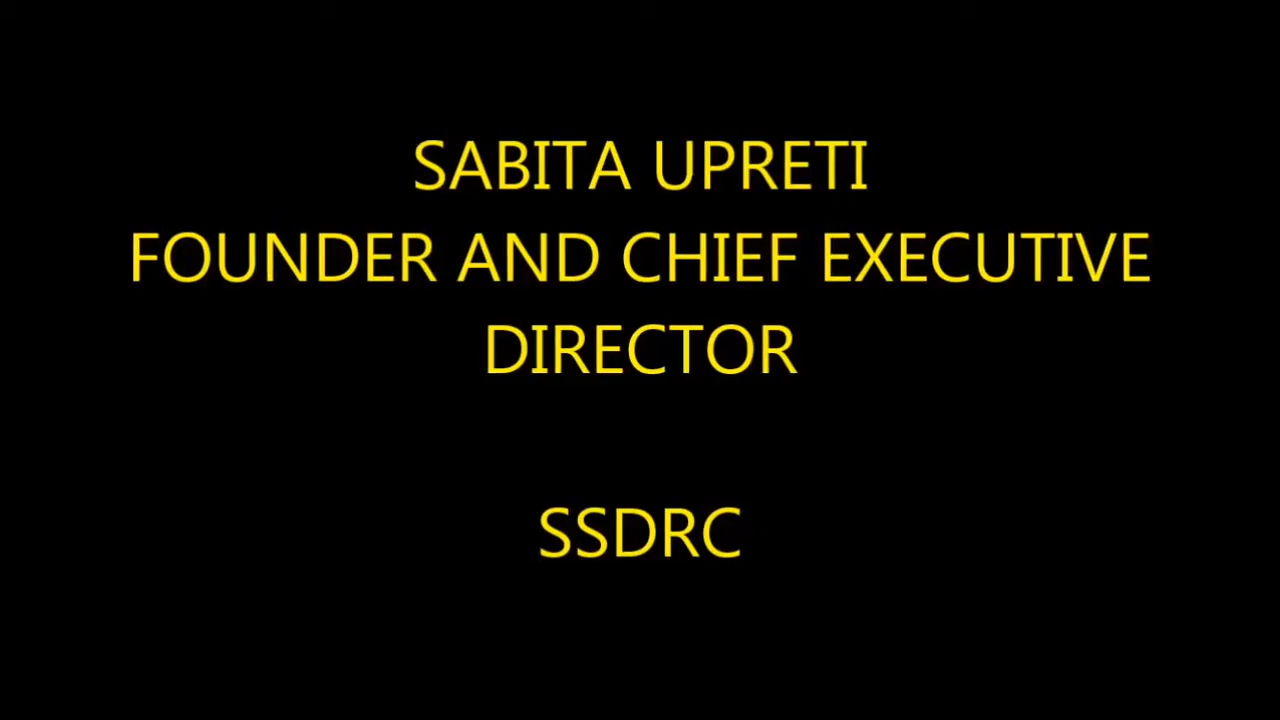 SABITA UPRETI
FOUNDER AND CHIEF EXECUTIVE
DIRECTOR
SSDRC